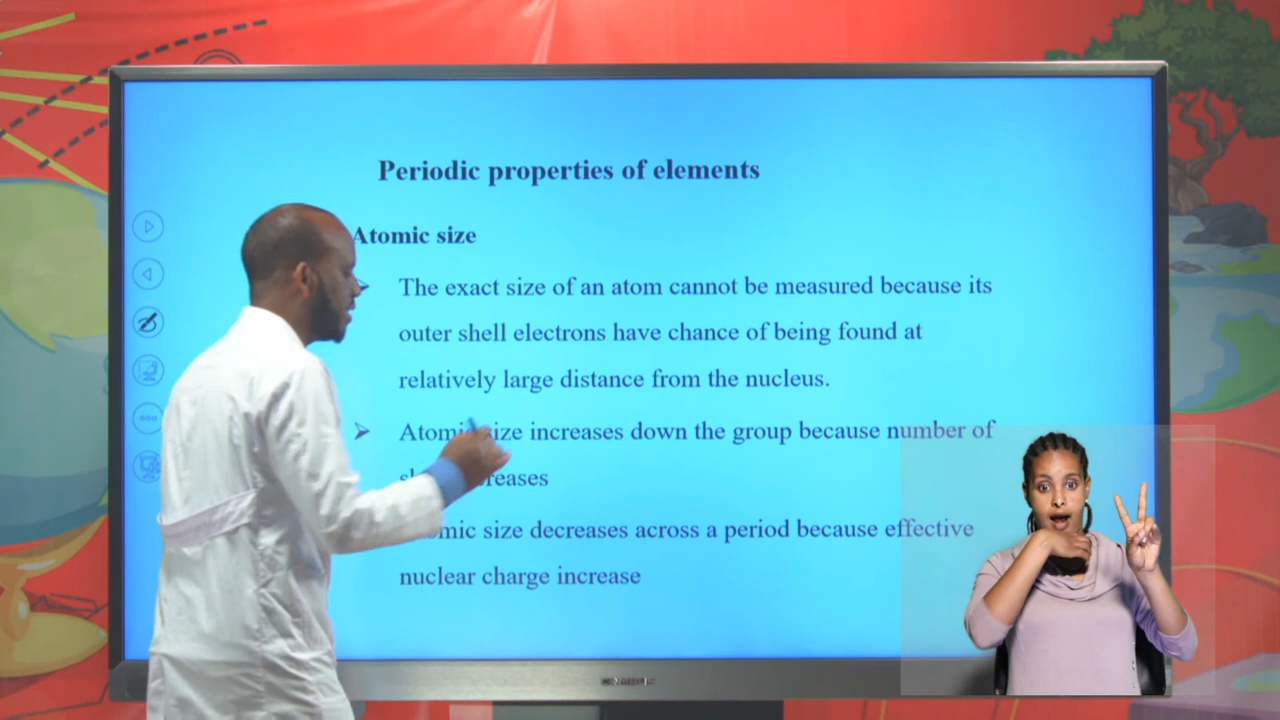 Periodic properties of elements
Atomic size
The exact size of an atom cannot be measured because its
outer shell electrons have chance of being found at
relatively large distance from the nucleus.
size increases down the group because number of
size decreases across a period because effective
nuclear charge increase